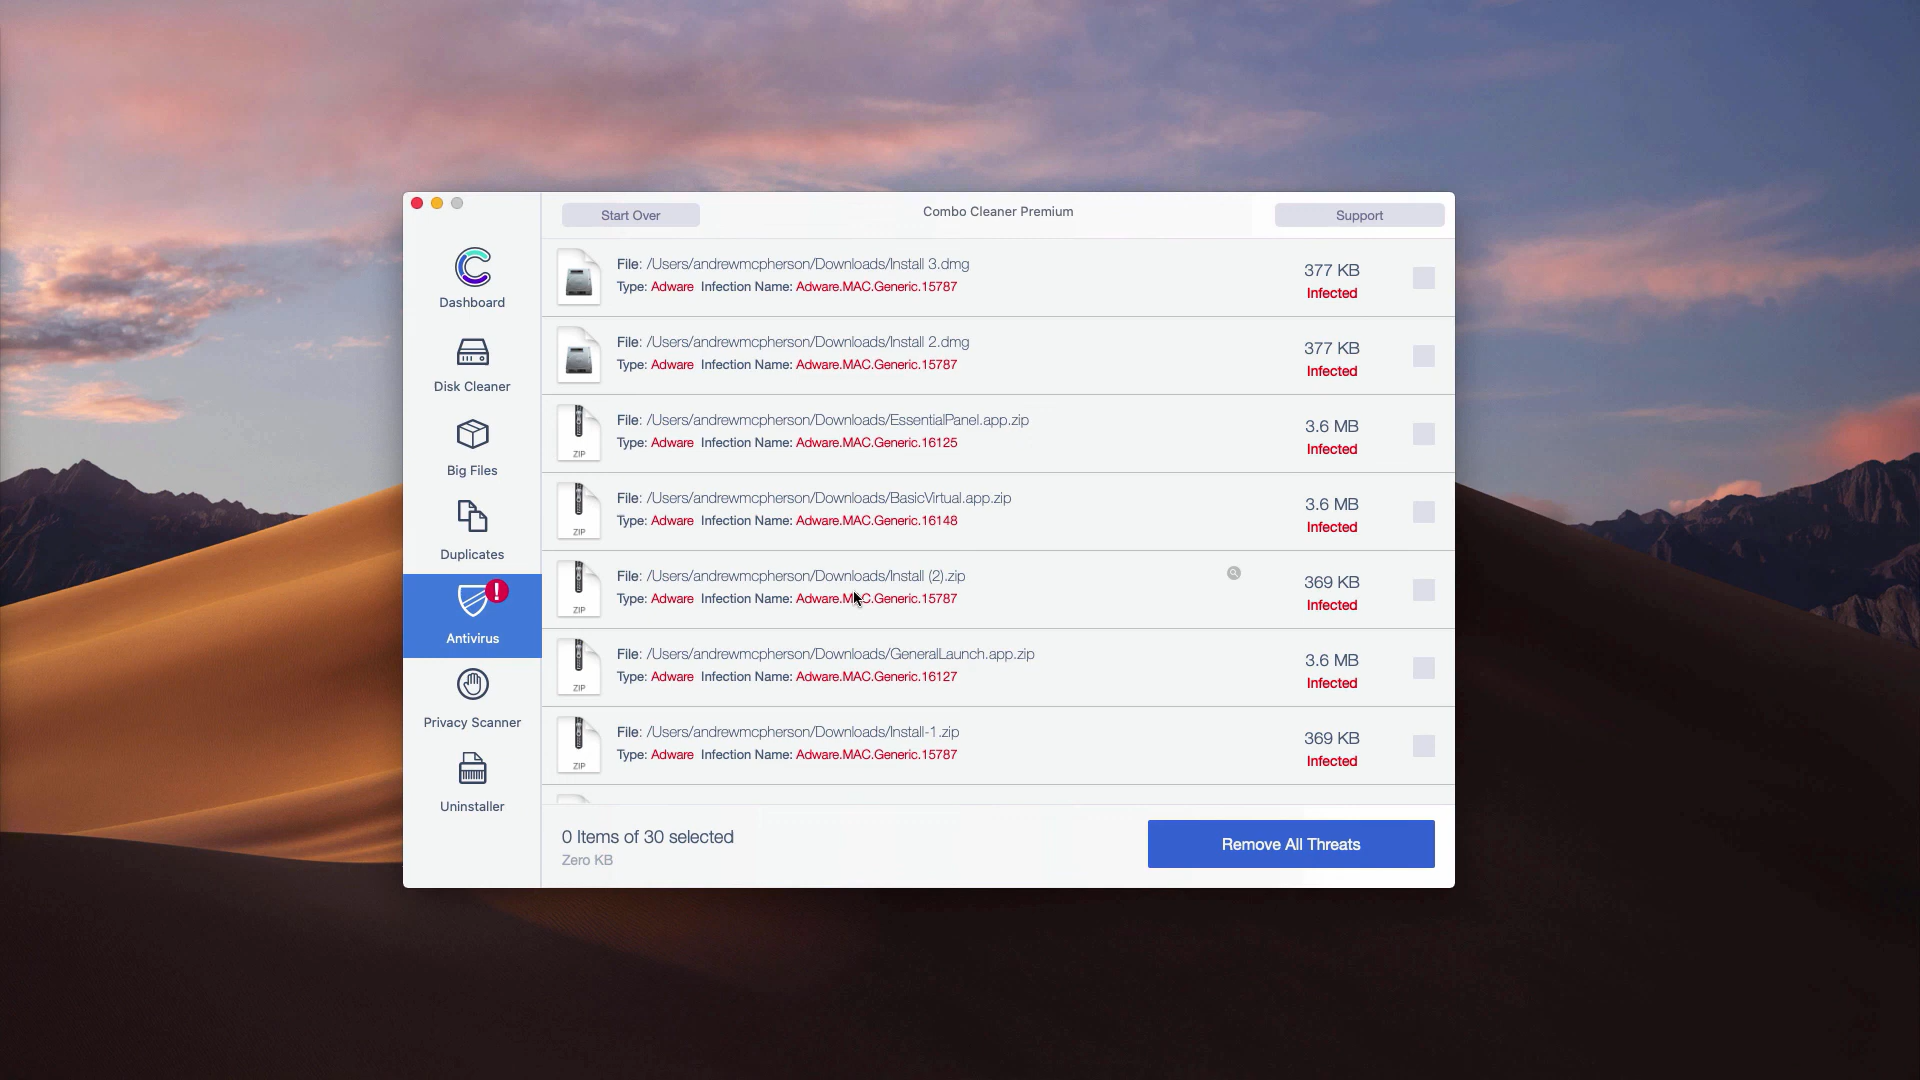 Start Over
Combo Cleaner Premium
Support
Dashboard
Disk Cleaner
Big Files
Duplicates
Antivirus
Privacy Scanner
Uninstaller
File: /Users/andrewmcpherson/Downloads/Install 3.dmg
Type: Adware Infection Name: Adware.MAC.Generic.15787
377 KB
Infected
File: /Users/andrewmcpherson/Downloads/Install 2.dmg
Type: Adware Infection Name: Adware.MAC.Generic.15787
377 KB
Infected
ZIP
File: /Users/andrewmcpherson/Downloads/EssentialPanel.app.zip
Type: Adware Infection Name: Adware.MAC.Generic.16125
3.6 MB
Infected
ZIP
File: /Users/andrewmcpherson/Downloads/BasicVirtual.app.zip
Type: Adware Infection Name: Adware.MAC.Generic.16148
3.6 MB
Infected
ZIP
File: /Users/andrewmcpherson/Downloads/Install (2).zip
Type: Adware Infection Name: Adware.MAC.Generic.15787
369 KB
Infected
ZIP
File: /Users/andrewmcpherson/Downloads/GeneralLaunch.app.zip
Type: Adware Infection Name: Adware.MAC.Generic.16127
3.6 MB
Infected
ZIP
File: /Users/andrewmcpherson/Downloads/Install-1.zip
Type: Adware Infection Name: Adware.MAC.Generic.15787
369 KB
Infected
ZIP
0 Items of 30 selected
Zero KB
Remove All Threats